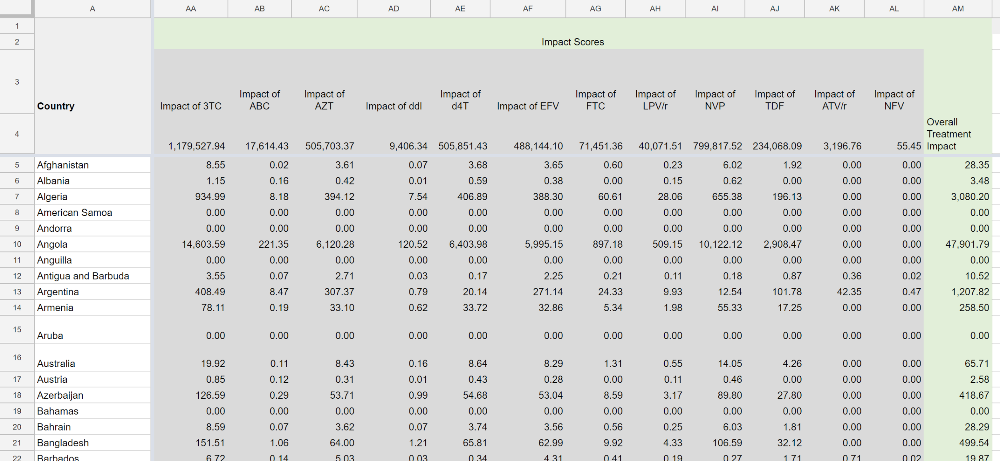 A AA AB AC AD AE AF AG AH AI AJ AK AL AM
1
2 Impact Scores
3 Country Impact of 3TC Impact of ABC Impact of AZT Impact of ddI Impact of d4T Impact of EFV Impact of FTC Impact of LPV/r Impact of NVP Impact of TDF Impact of ATV/r Impact of NFV
4 1,179,527.94 17,614.43 505,703.37 9,406.34 505,851.43 488,144.10 71,451.36 40,071.51 799,817.52 234,068.09 3,196.76 55.45 Overall Treatment Impact
5 Afghanistan 8.55 0.02 3.61 0.07 3.68 3.65 0.60 0.23 6.02 1.92 0.00 0.00 28.35
6 Albania 1.15 0.16 0.42 0.01 0.59 0.38 0.00 0.15 0.62 0.00 0.00 0.00 3.48
7 Algeria 934.99 8.18 394.12 7.54 406.89 388.30 60.61 28.06 655.38 196.13 0.00 0.00 3,080.20
8 American Samoa 0.00 0.00 0.00 0.00 0.00 0.00 0.00 0.00 0.00 0.00 0.00 0.00 0.00
9 Andorra 0.00 0.00 0.00 0.00 0.00 0.00 0.00 0.00 0.00 0.00 0.00 0.00 0.00
10 Angola 14,603.59 221.35 6,120.28 120.52 6,403.98 5,995.15 897.18 509.15 10,122.12 2,908.47 0.00 0.00 47,901.79
11 Anguilla 0.00 0.00 0.00 0.00 0.00 0.00 0.00 0.00 0.00 0.00 0.00 0.00 0.00
12 Antigua and Barbuda 3.55 0.07 2.71 0.03 0.17 2.25 0.21 0.11 0.18 0.87 0.36 0.02 10.52
13 Argentina 408.49 8.47 307.37 0.79 20.14 271.14 24.33 9.93 12.54 101.78 42.35 0.47 1,207.82
14 Armenia 78.11 0.19 33.10 0.62 33.72 32.86 5.34 1.98 55.33 17.25 0.00 0.00 258.50
15 Aruba 0.00 0.00 0.00 0.00 0.00 0.00 0.00 0.00 0.00 0.00 0.00 0.00 0.00
16 Australia 19.92 0.11 8.43 0.16 8.64 8.29 1.31 0.55 14.05 4.26 0.00 0.00 65.71
17 Austria 0.85 0.12 0.31 0.01 0.43 0.28 0.00 0.11 0.46 0.00 0.00 0.00 2.58
18 Azerbaijan 126.59 0.29 53.71 0.99 54.68 53.04 8.59 3.17 89.80 27.80 0.00 0.00 418.67
19 Bahamas 0.00 0.00 0.00 0.00 0.00 0.00 0.00 0.00 0.00 0.00 0.00 0.00 0.00
20 Bahrain 8.59 0.07 3.62 0.07 3.74 3.56 0.56 0.25 6.03 1.81 0.00 0.00 28.29
21 Bangladesh 151.51 1.06 64.00 1.21 65.81 62.99 9.92 4.33 106.59 32.12 0.00 0.00 499.54
22 Barbados 6.72 0.14 5.03 0.03 0.34 4.31 0.41 0.19 0.27 1.71 0.71 0.02 19.87